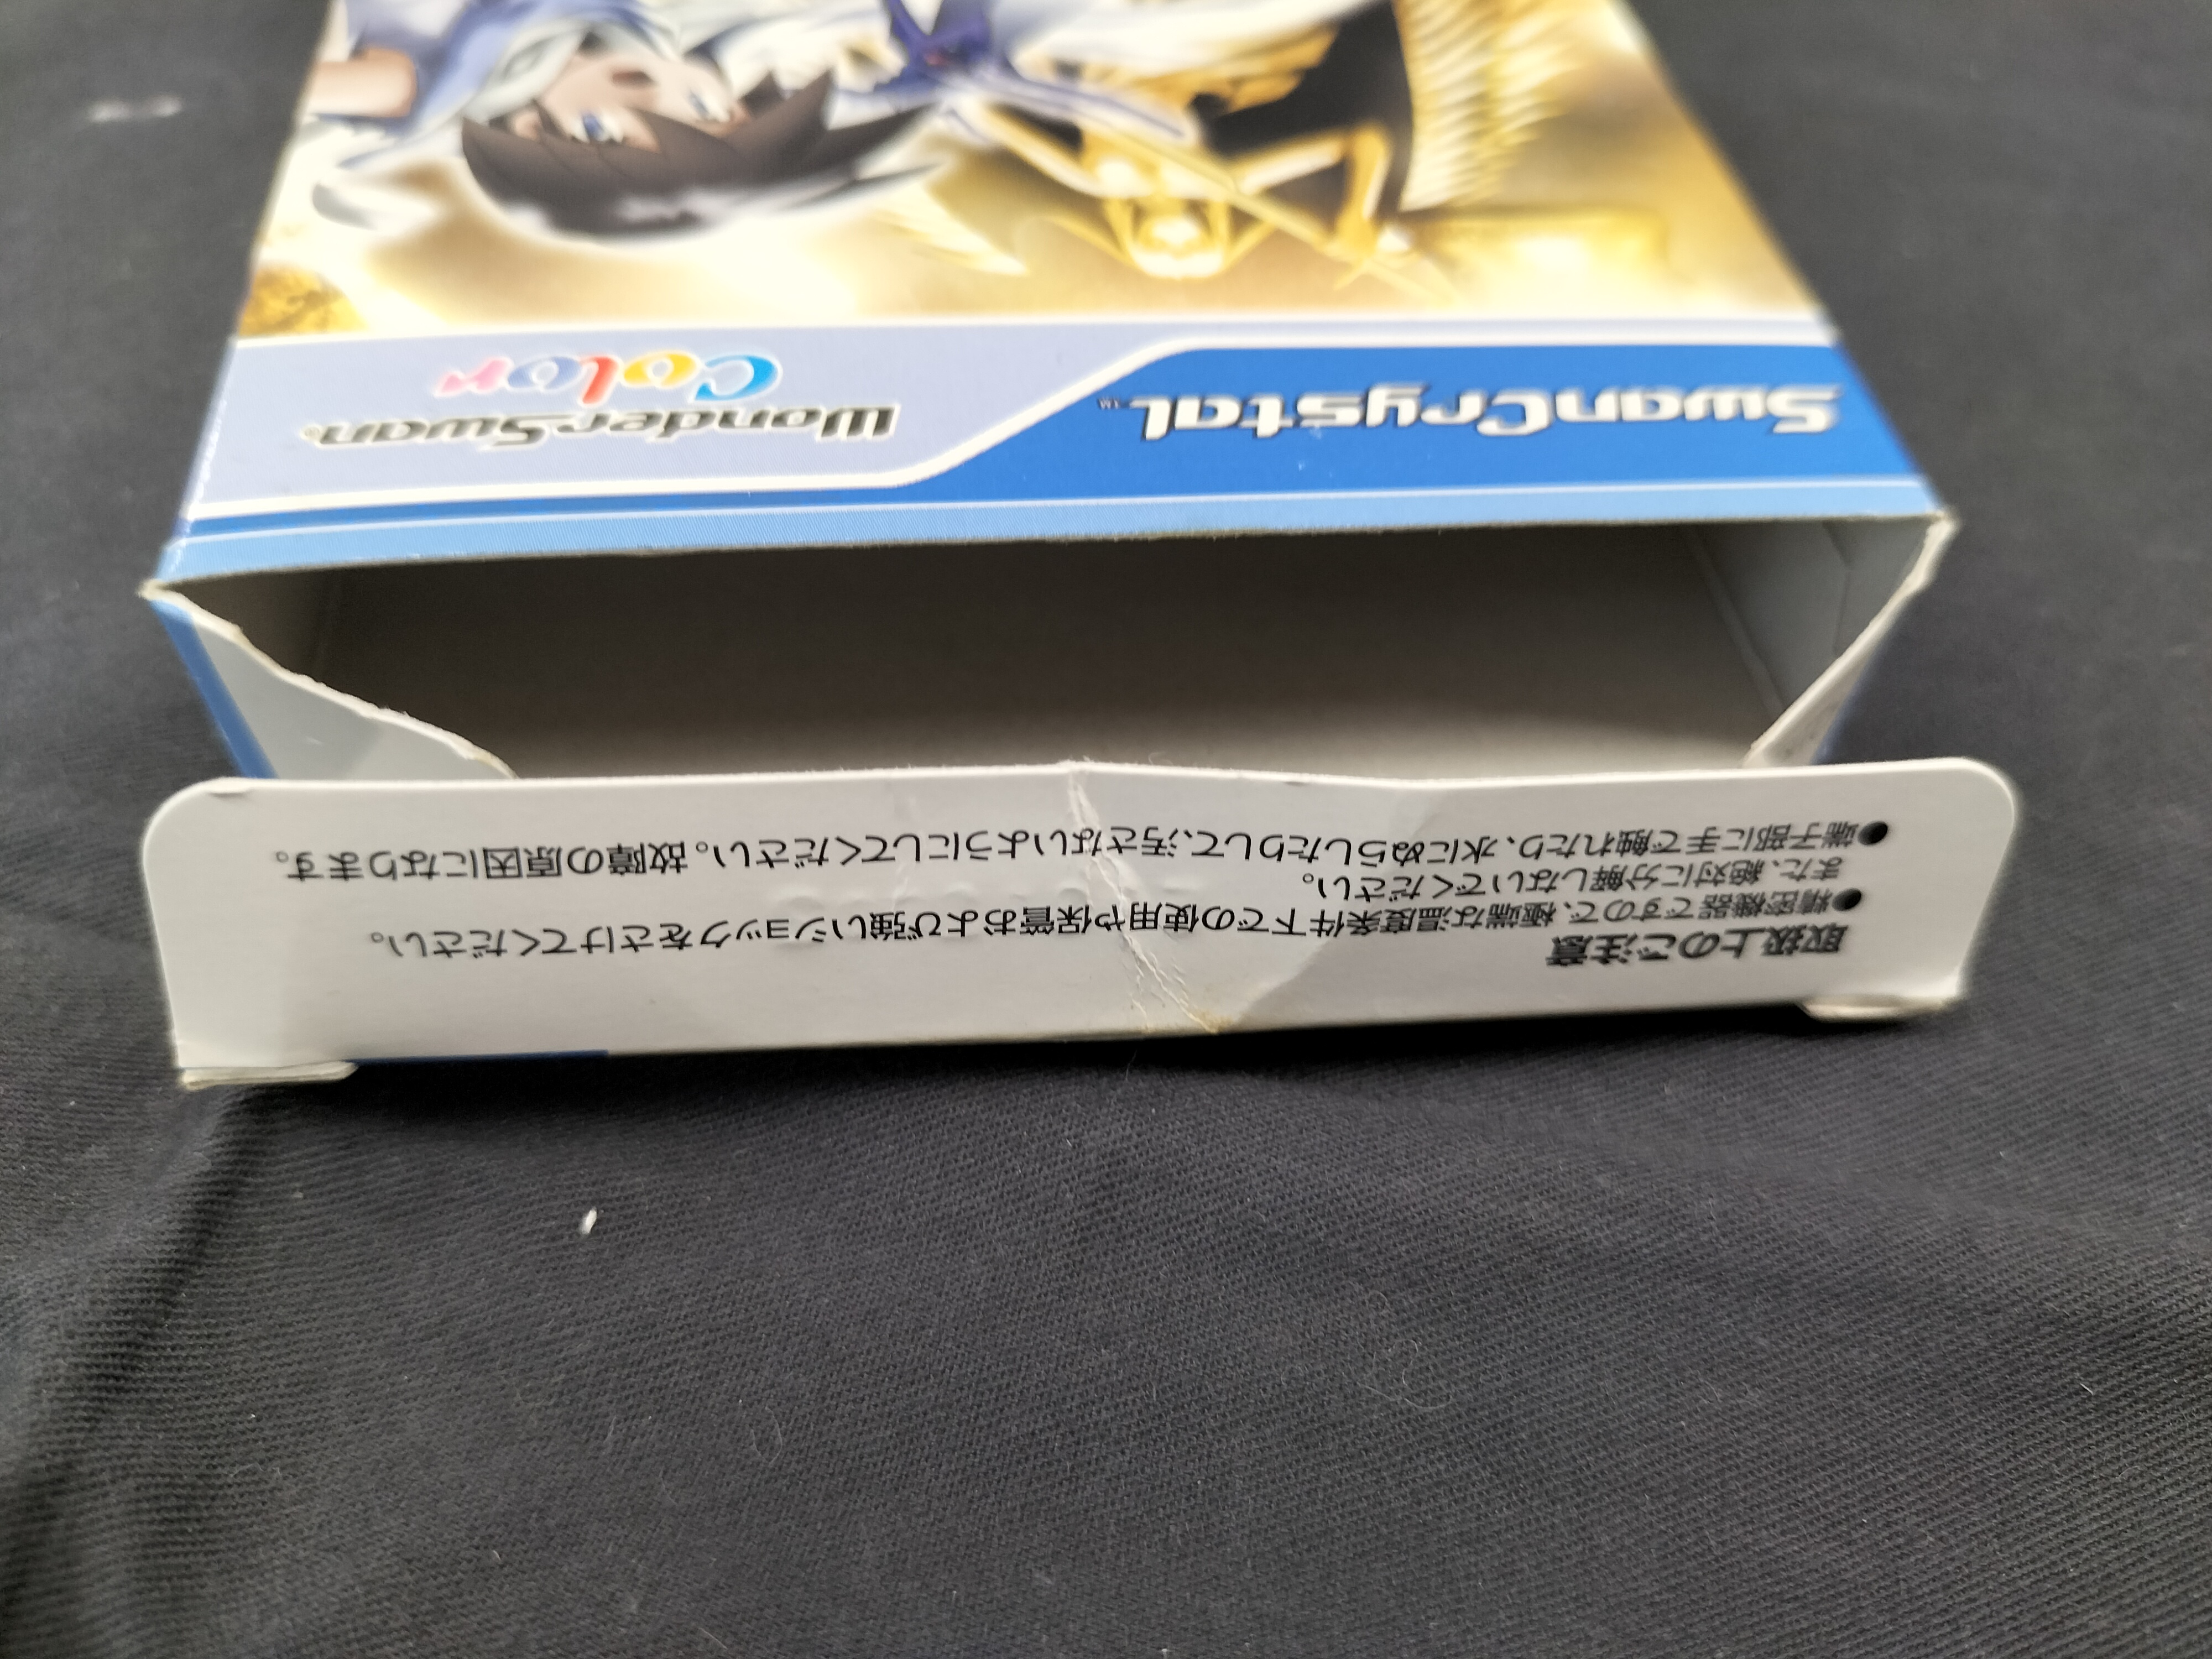 取扱上のご注意
●精密機器ですので、極端な温度条件下での使用や保管および強いショックをさけてください。
また、絶対に分解しないでください。
●端子部に手で触れたり、水にぬらしたりして、汚さないようにしてください。故障の原因になります。
SwanCrystal™
WonderSwan®
Color